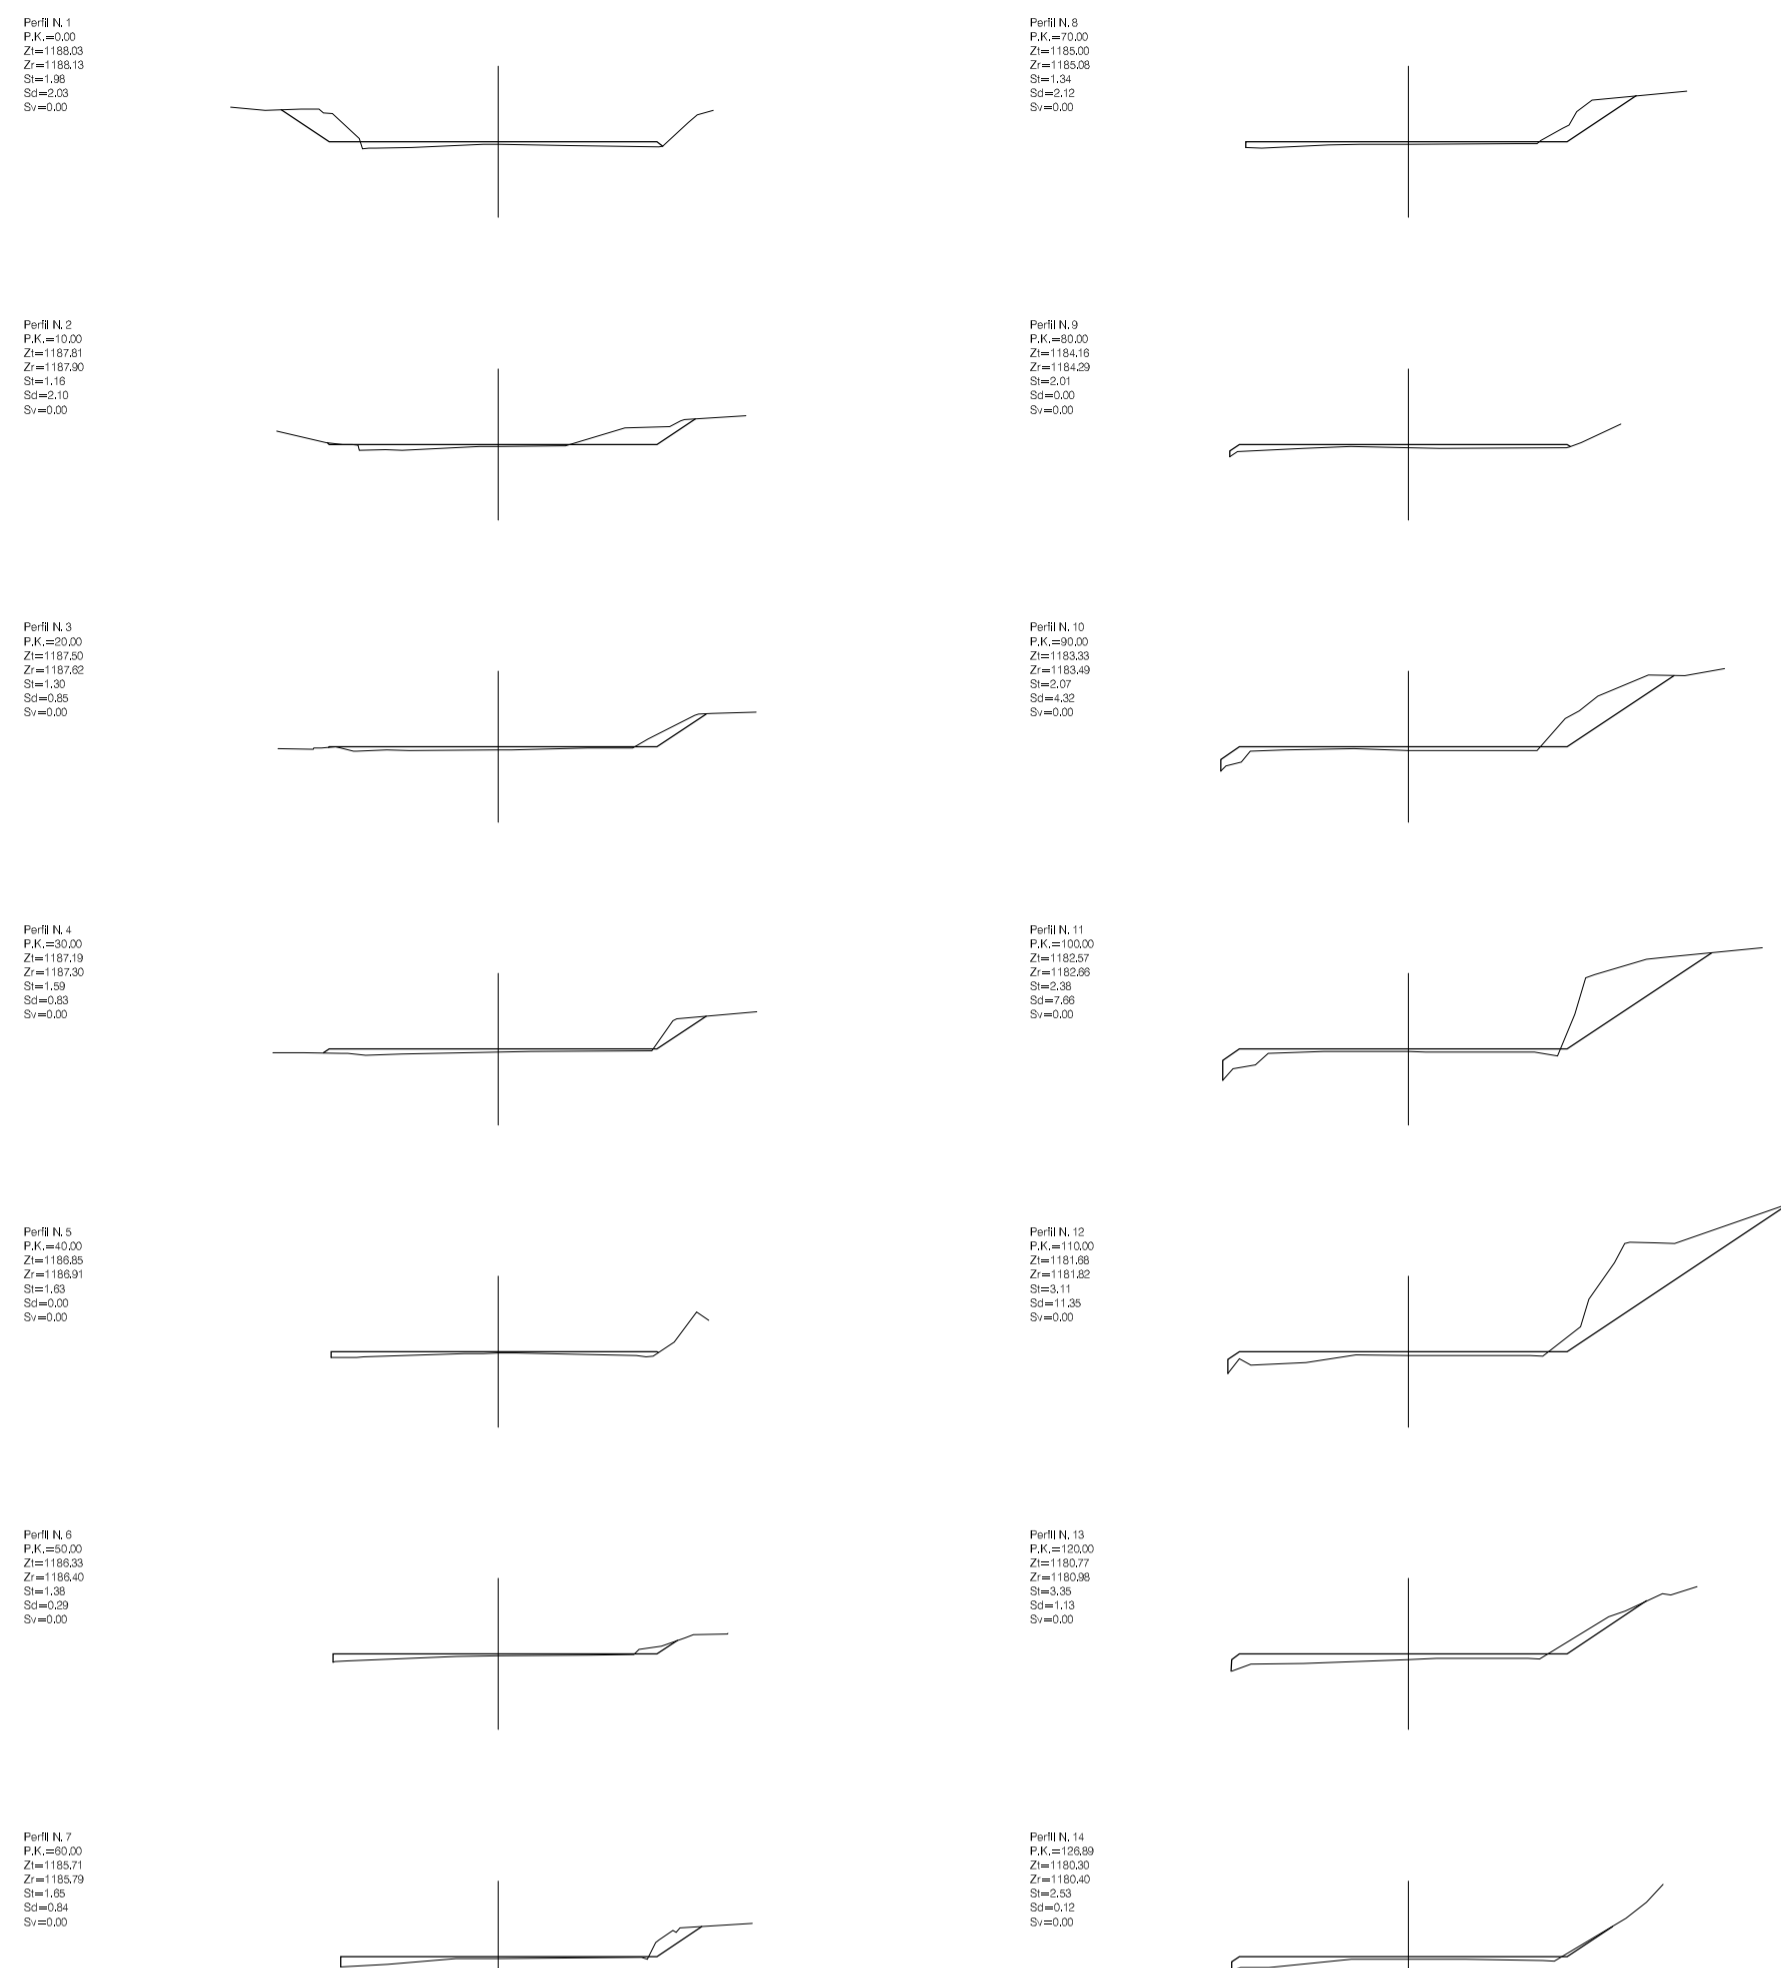 Perfil N. 1
P.K.=0.00
Zt=1188.03
Zr=1188.13
St=1.98
Sd=2.03
Sv=0.00
Perfil N. 2
P.K.=10.00
Zt=1187.81
Zr=1187.90
St=1.16
Sd=2.10
Sv=0.00
Perfil N. 3
P.K.=20.00
Zt=1187.50
Zr=1187.62
St=1.30
Sd=0.85
Sv=0.00
Perfil N. 4
P.K.=30.00
Zt=1187.19
Zr=1187.30
St=1.59
Sd=0.83
Sv=0.00
Perfil N. 5
P.K.=40.00
Zt=1186.85
Zr=1186.91
St=1.63
Sd=0.00
Sv=0.00
Perfil N. 6
P.K.=50.00
Zt=1186.33
Zr=1186.40
St=1.38
Sd=0.29
Sv=0.00
Perfil N. 7
P.K.=60.00
Zt=1185.71
Zr=1185.79
St=1.65
Sd=0.84
Sv=0.00
Perfil N. 8
P.K.=70.00
Zt=1185.00
Zr=1185.08
St=1.34
Sd=2.12
Sv=0.00
Perfil N. 9
P.K.=80.00
Zt=1184.16
Zr=1184.29
St=2.01
Sd=0.00
Sv=0.00
Perfil N. 10
P.K.=90.00
Zt=1183.33
Zr=1183.49
St=2.07
Sd=4.32
Sv=0.00
Perfil N. 11
P.K.=100.00
Zt=1182.57
Zr=1182.66
St=2.38
Sd=7.66
Sv=0.00
Perfil N. 12
P.K.=110.00
Zt=1181.68
Zr=1181.82
St=3.11
Sd=11.35
Sv=0.00
Perfil N. 13
P.K.=120.00
Zt=1180.77
Zr=1180.98
St=3.35
Sd=1.13
Sv=0.00
Perfil N. 14
P.K.=126.89
Zt=1180.30
Zr=1180.40
St=2.53
Sd=0.12
Sv=0.00